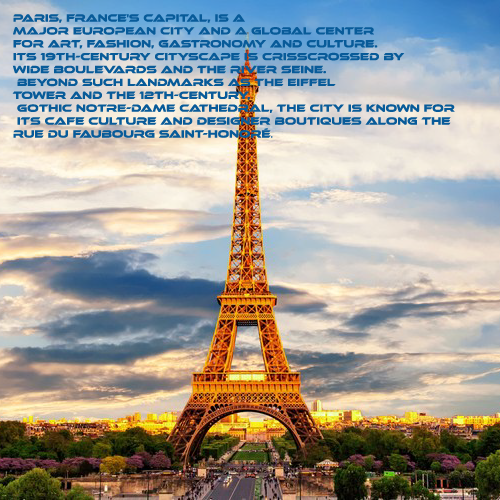 PARIS, FRANCE'S CAPITAL, IS A
MAJOR EUROPEAN CITY AND A GLOBAL CENTER
FOR ART, FASHION, GASTRONOMY AND CULTURE.
ITS 19TH-CENTURY CITYSCAPE IS CRISSCROSSED BY
WIDE BOULEVARDS AND THE RIVER SEINE.
BEYOND SUCH LANDMARKS AS THE EIFFEL
TOWER AND THE 12TH-CENTURY,
GOTHIC NOTRE-DAME CATHEDRAL, THE CITY IS KNOWN FOR
ITS CAFE CULTURE AND DESIGNER BOUTIQUES ALONG THE
RUE DU FAUBOURG SAINT-HONORÉ.